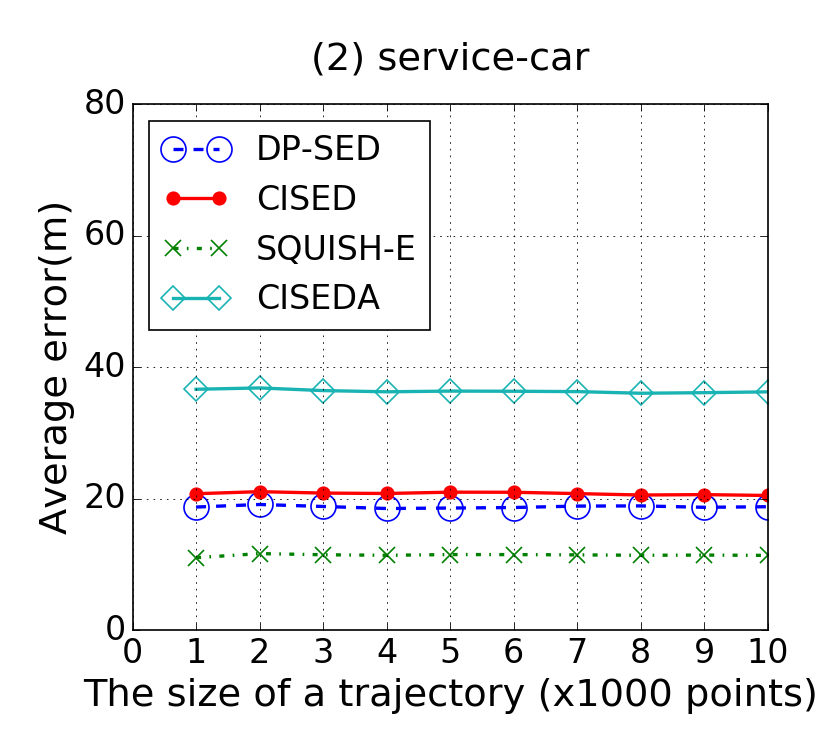 (2) service-car
Average error(m)
80
60
40
20
0
DP-SED
CISED
SQUISH-E
CISEDA
0 1 2 3 4 5 6 7 8 9 10
The size of a trajectory (x1000 points)